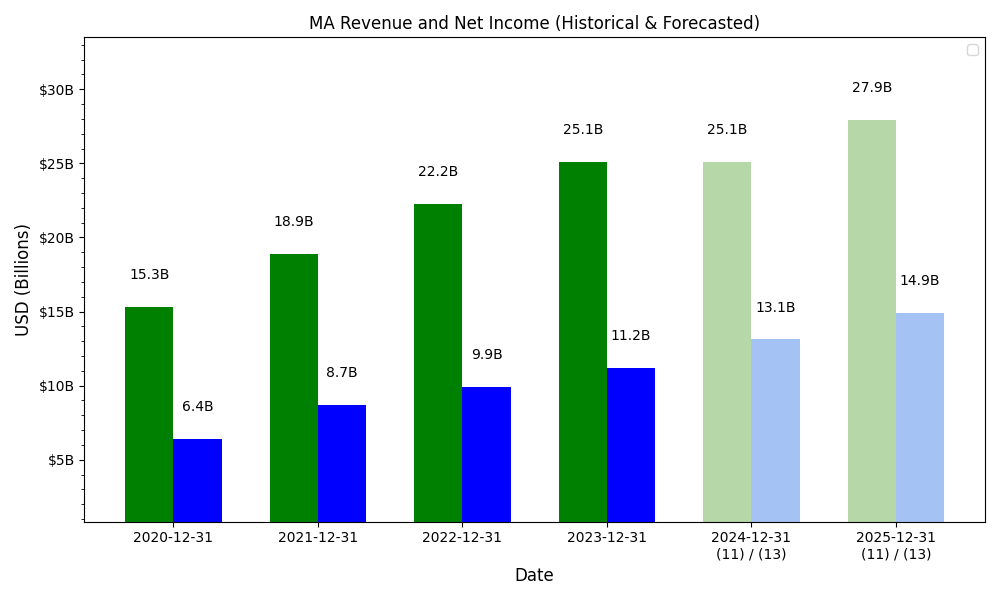 MA Revenue and Net Income (Historical & Forecasted)
USD (Billions)
$30B
$25B
$20B
$15B
$10B
$5B
15.3B
6.4B
18.9B
8.7B
22.2B
9.9B
25.1B
11.2B
25.1B
13.1B
27.9B
14.9B
2020-12-31
2021-12-31
2022-12-31
2023-12-31
2024-12-31
(11) / (13)
2025-12-31
(11) / (13)
Date